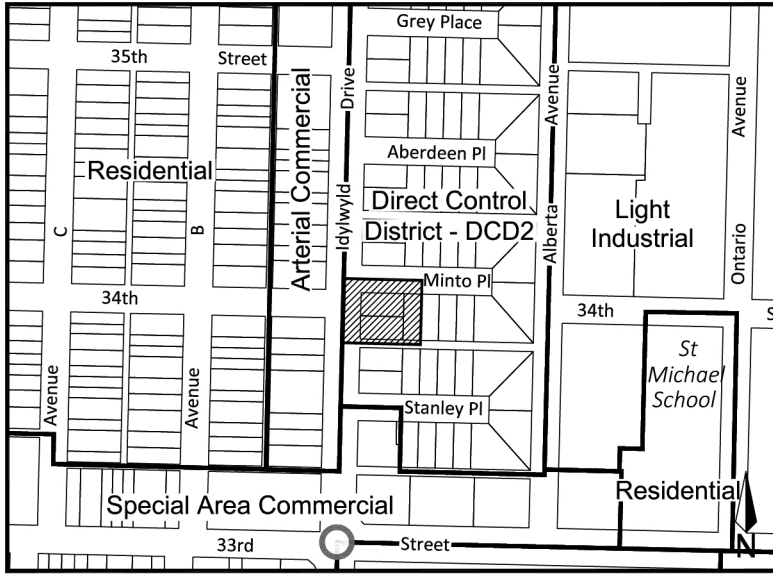 Grey Place
35th Street
Drive
Avenue
Avenue
Aberdeen Pl
Residential
Arterial Commercial
Direct Control
District - DCD2
Light
Industrial
Idylwyld
Alberta
Ontario
C
B
Minto Pl
34th
34th
S
St
Michael
School
Avenue
Avenue
Stanley Pl
Residential
Special Area Commercial
33rd
Street
N